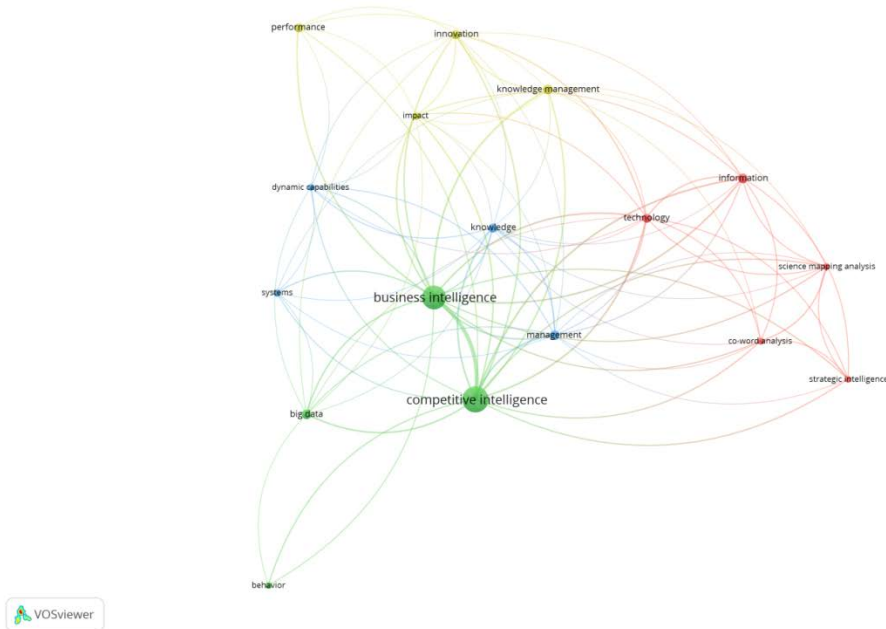 performance
innovation
knowledge management
impact
information
dynamic capabilities
technology
knowledge
science mapping analysis
systems
business intelligence
management
co-word analysis
strategic intelligence
competitive intelligence
big data
behavior
VOSviewer